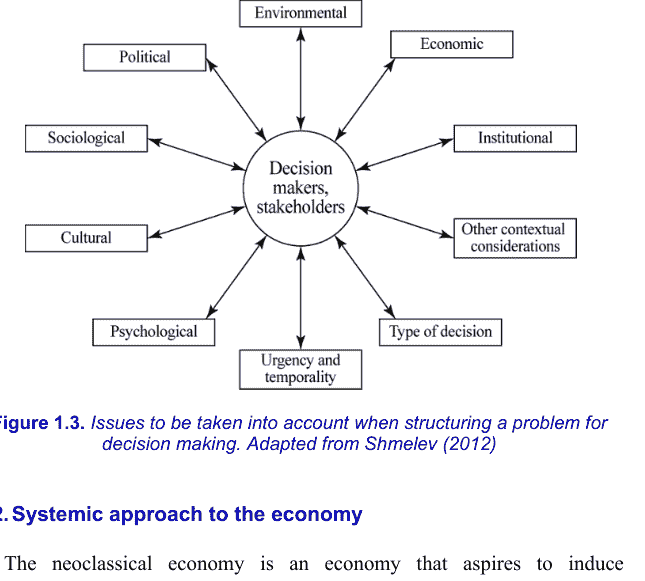 Environmental
Economic
Political
Sociological
Institutional
Decision
makers,
stakeholders
Cultural
Other contextual
considerations
Psychological
Type of decision
Urgency and
temporality
Figure 1.3. Issues to be taken into account when structuring a problem for
decision making. Adapted from Shmelev (2012)
2. Systemic approach to the economy
The neoclassical economy is an economy that aspires to induce